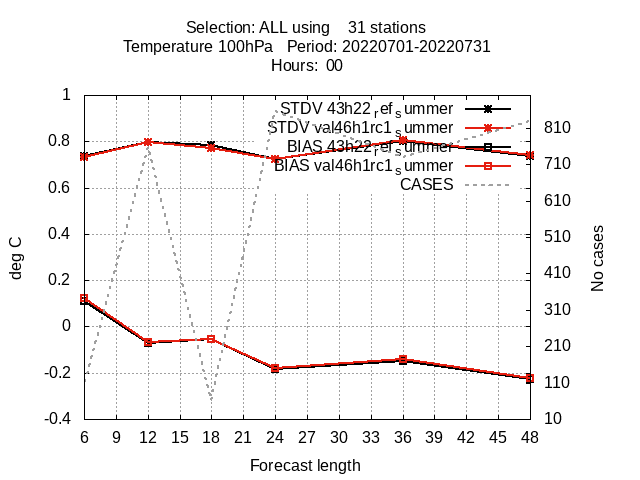 Selection: ALL using 31 stations
Temperature 100hPa Period: 20220701-20220731
Hours: 00
STDV 43h22_ref_summer
STDV val46h1rc1_summer
BIAS 43h22_ref_summer
BIAS val46h1rc1_summer
CASES
1
0.8
0.6
0.4
0.2
0
-0.2
-0.4
deg C
810
710
610
510
410
310
210
110
10
No cases
6 9 12 15 18 21 24 27 30 33 36 39 42 45 48
Forecast length